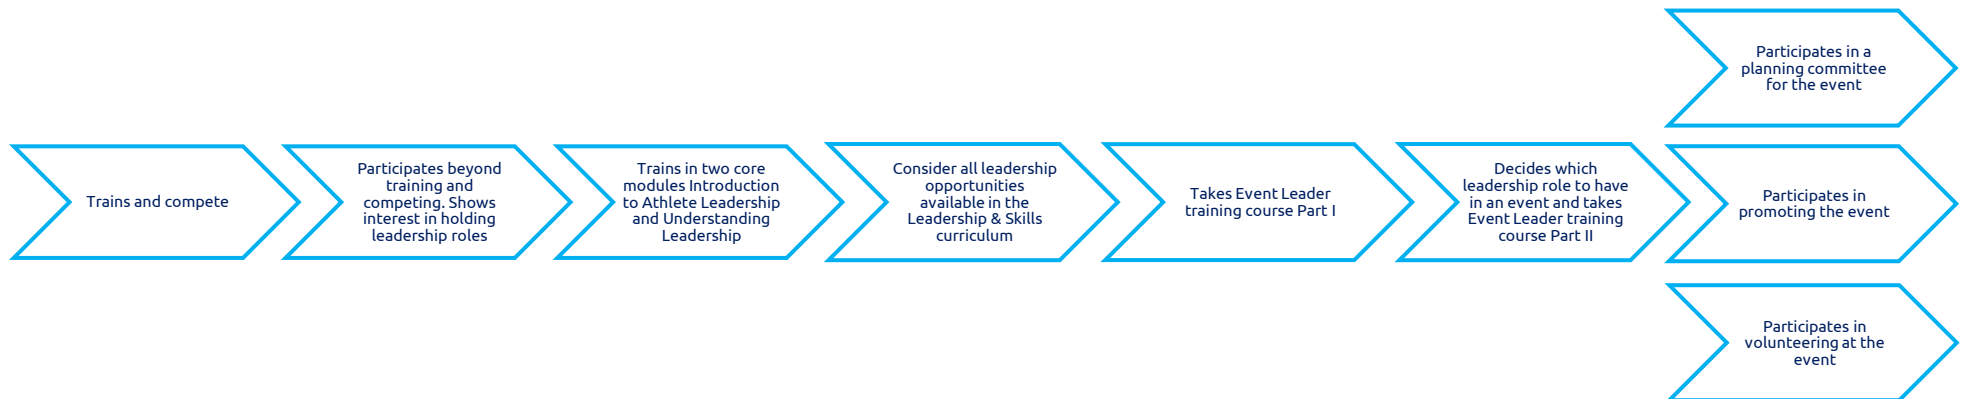 Trains and compete
Participates beyond
training and
competing. Shows
interest in holding
leadership roles
Trains in two core
modules Introduction
to Athlete Leadership
and Understanding
Leadership
Consider all leadership
opportunities
available in the
Leadership & Skills
curriculum
Takes Event Leader
training course Part I
Decides which
leadership role to have
in an event and takes
Event Leader training
course Part II
Participates in a
planning committee
for the event
Participates in
promoting the event
Participates in
volunteering at the
event